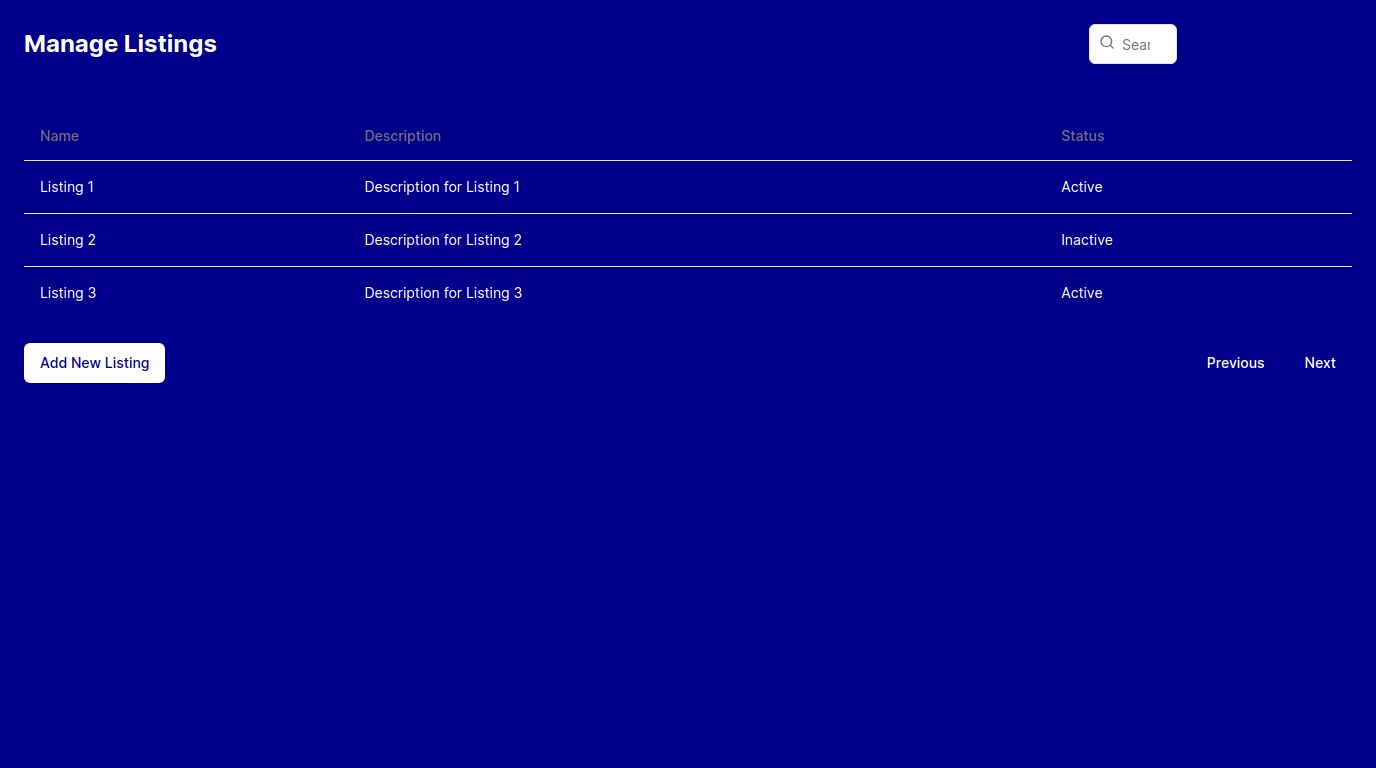 Manage Listings
Sear
Name Description Status
Listing 1 Description for Listing 1 Active
Listing 2 Description for Listing 2 Inactive
Listing 3 Description for Listing 3 Active
Add New Listing Previous Next